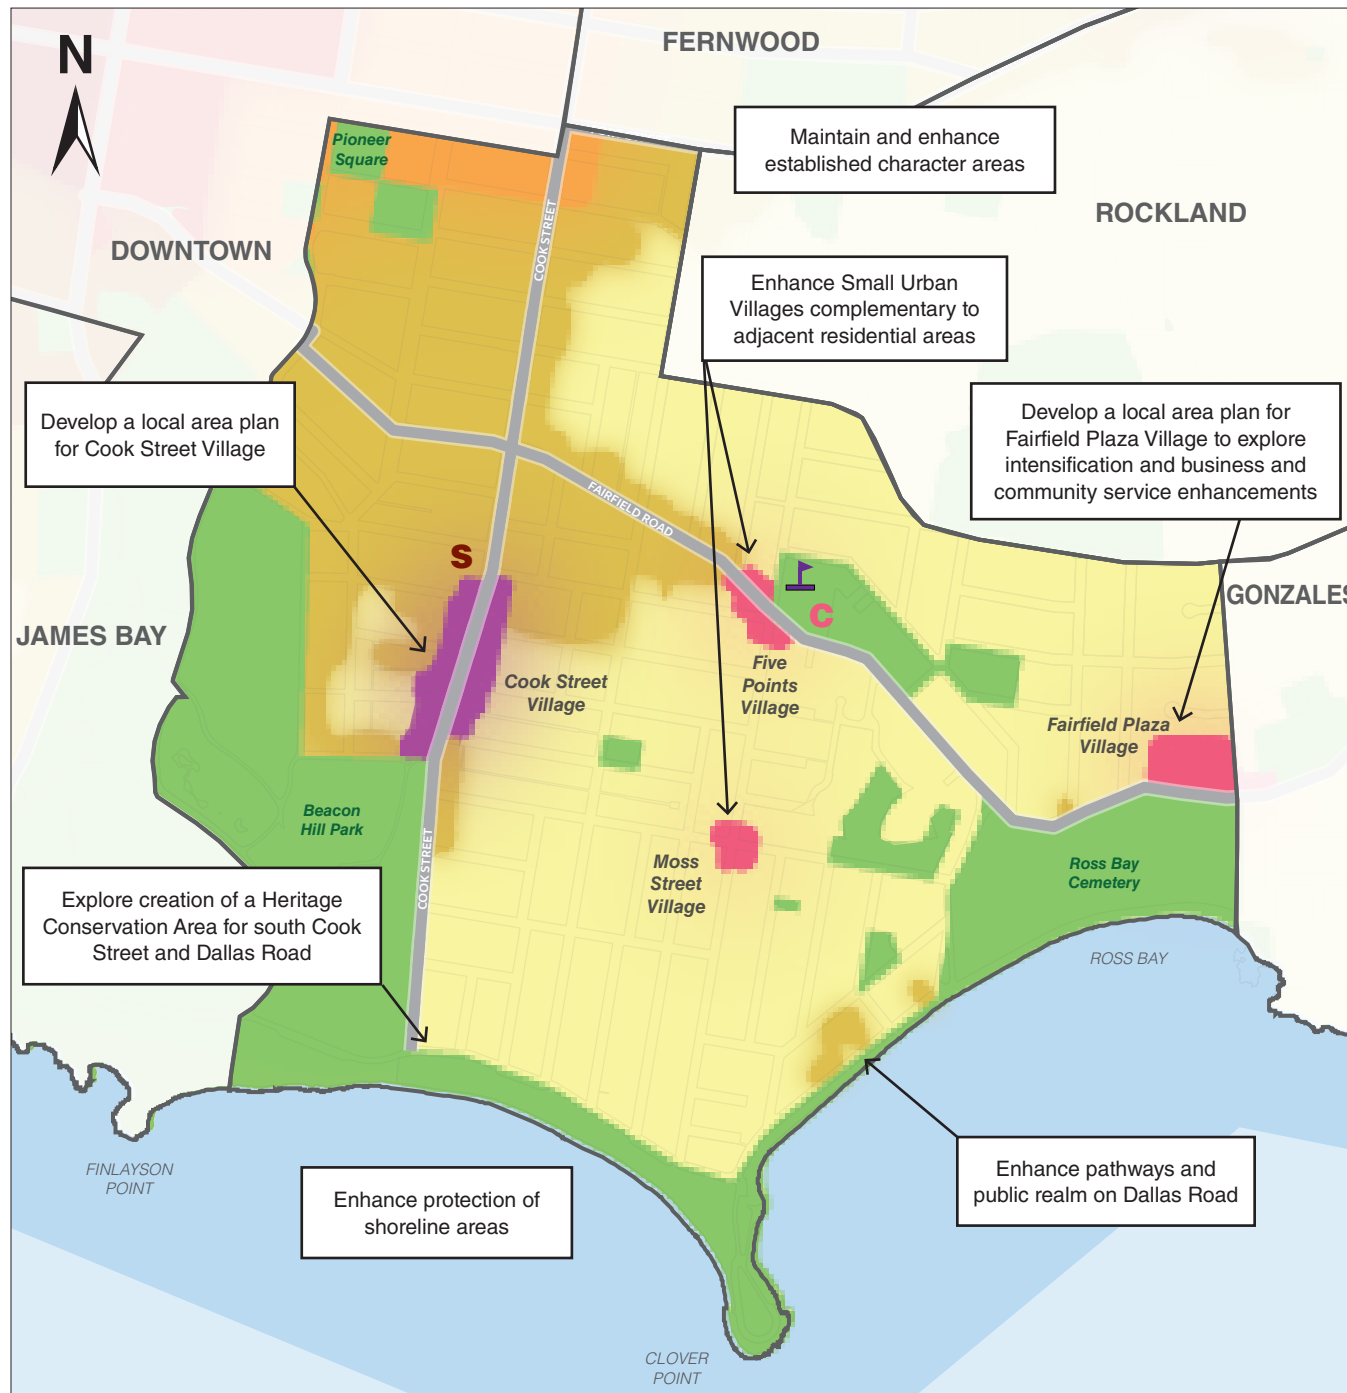 FERNWOOD
N
Maintain and enhance
established character areas
Pioneer
Square
ROCKLAND
DOWNTOWN
COOK STREET
Enhance Small Urban
Villages complementary to
adjacent residential areas
Develop a local area plan
for Cook Street Village
Develop a local area plan for
Fairfield Plaza Village to explore
intensification and business and
community service enhancements
FAIRFIELD ROAD
S
C
GONZALES
JAMES BAY
Five
Points
Village
Cook Street
Village
Fairfield Plaza
Village
Beacon
Hill Park
COOK STREET
Moss
Street
Village
Ross Bay
Cemetery
Explore creation of a Heritage
Conservation Area for south Cook
Street and Dallas Road
ROSS BAY
FINLAYSON
POINT
Enhance protection of
shoreline areas
Enhance pathways and
public realm on Dallas Road
CLOVER
POINT